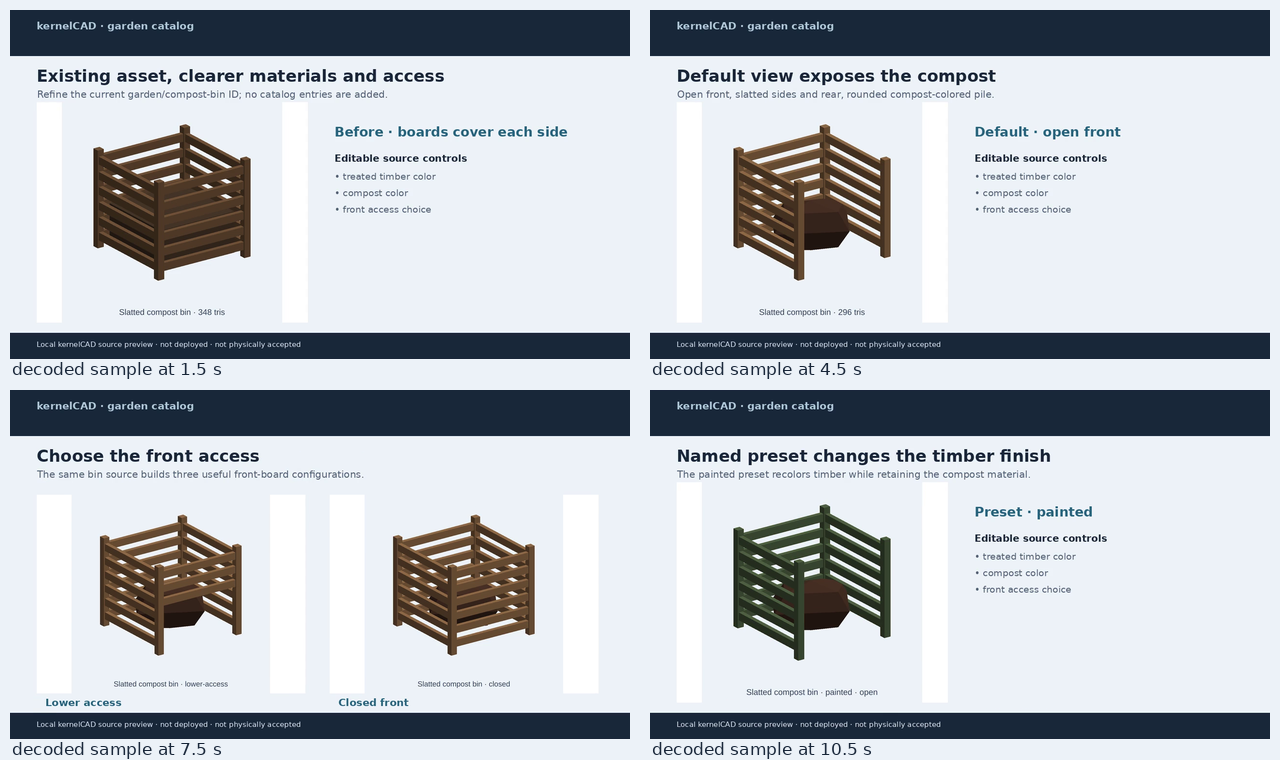 kernelCAD · garden catalog
Existing asset, clearer materials and access
Refine the current garden/compost-bin ID; no catalog entries are added.
Before · boards cover each side
Editable source controls
• treated timber color
• compost color
• front access choice
Slatted compost bin · 348 tris
Local kernelCAD source preview · not deployed · not physically accepted
decoded sample at 1.5 s
kernelCAD · garden catalog
Default view exposes the compost
Open front, slatted sides and rear, rounded compost-colored pile.
Default · open front
Editable source controls
• treated timber color
• compost color
• front access choice
Slatted compost bin · 296 tris
Local kernelCAD source preview · not deployed · not physically accepted
decoded sample at 4.5 s
kernelCAD · garden catalog
Choose the front access
The same bin source builds three useful front-board configurations.
Slatted compost bin · lower-access
Slatted compost bin · closed
Lower access
Closed front
Local kernelCAD source preview · not deployed · not physically accepted
decoded sample at 7.5 s
kernelCAD · garden catalog
Named preset changes the timber finish
The painted preset recolors timber while retaining the compost material.
Preset · painted
Editable source controls
• treated timber color
• compost color
• front access choice
Slatted compost bin · painted · open
Local kernelCAD source preview · not deployed · not physically accepted
decoded sample at 10.5 s